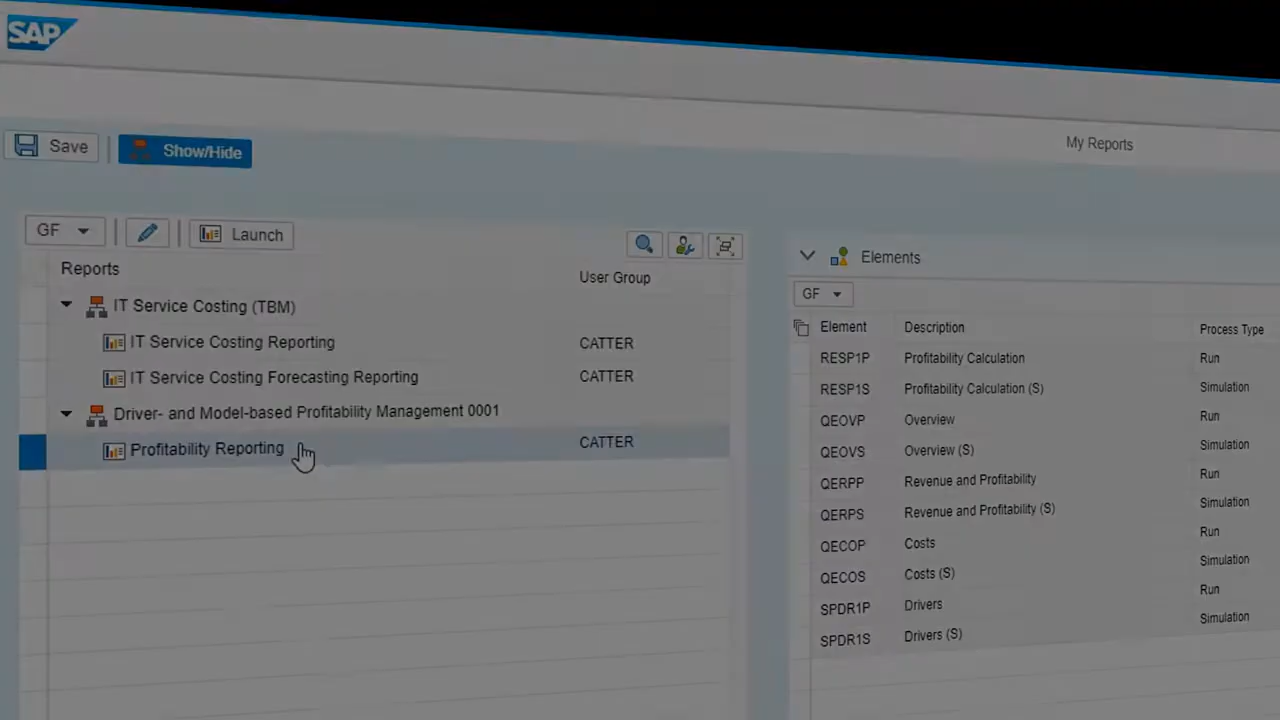 SAP
Save
Show/Hide
My Reports
GF
Launch
Reports
User Group
IT Service Costing (TBM)
IT Service Costing Reporting CATTER
IT Service Costing Forecasting Reporting CATTER
Driver- and Model-based Profitability Management 0001
Profitability Reporting CATTER
Elements
GF
Element Description Process Type
RESP1P Profitability Calculation Run
RESP1S Profitability Calculation (S) Simulation
QEOVP Overview Run
QEOVS Overview (S) Simulation
QERPP Revenue and Profitability Run
QERPS Revenue and Profitability (S) Simulation
QECOP Costs Run
QECOS Costs (S) Simulation
SPDR1P Drivers Run
SPDR1S Drivers (S) Simulation